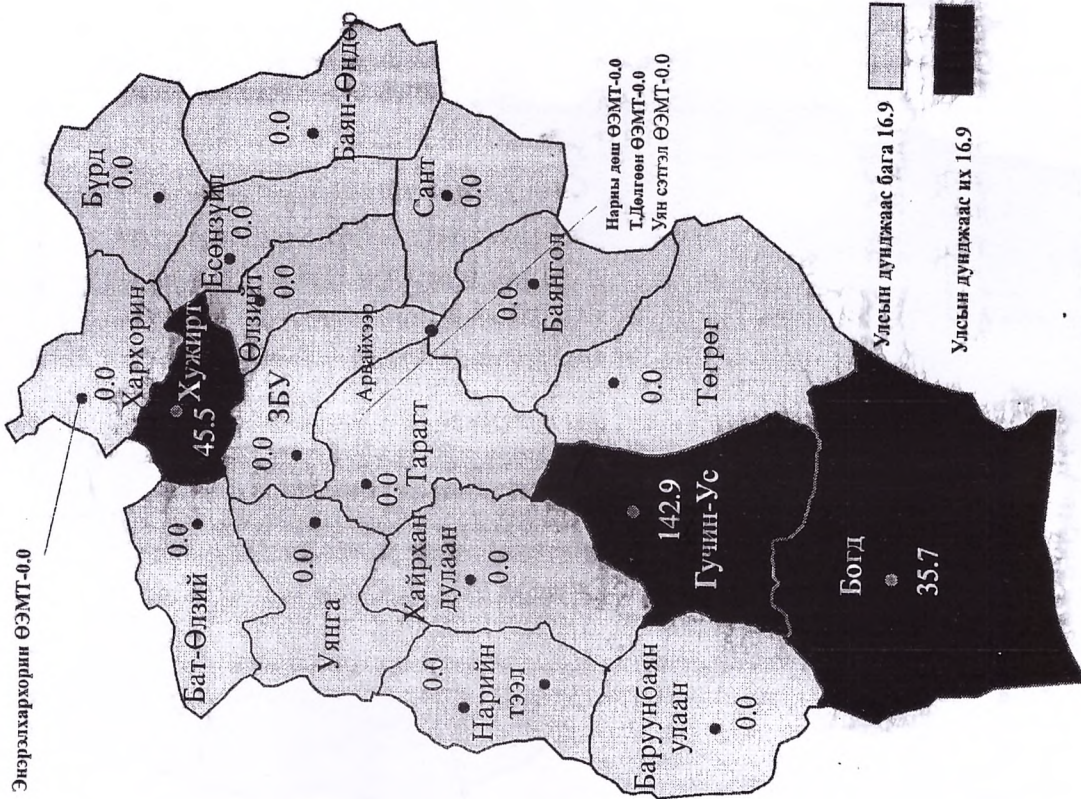 Энэрэлхархорин ӨЭМТ-0.0
Бүрд
0.0
Хархорин
0.0
Бат-Өлзий
0.0
Хужирт
45.5
Есөнзүйл
0.0
Баян-Өндөр
0.0
Өлзийт
0.0
Уянга
0.0
ЗБУ
0.0
Арвайхээр
Сант
0.0
Хайрхан
дулаан
0.0
Тарагт
0.0
Баянгол
0.0
Нарийн
тээл
0.0
Баруунбаян
улаан
0.0
Гучин-Ус
142.9
Төгрөг
0.0
Богд
35.7
Нарны дөш ӨЭМТ-0.0
Т.Дөлгөөн ӨЭМТ-0.0
Уян сэтгэл ӨЭМТ-0.0
Улсын дунджаас бага 16.9
Улсын дунджаас их 16.9